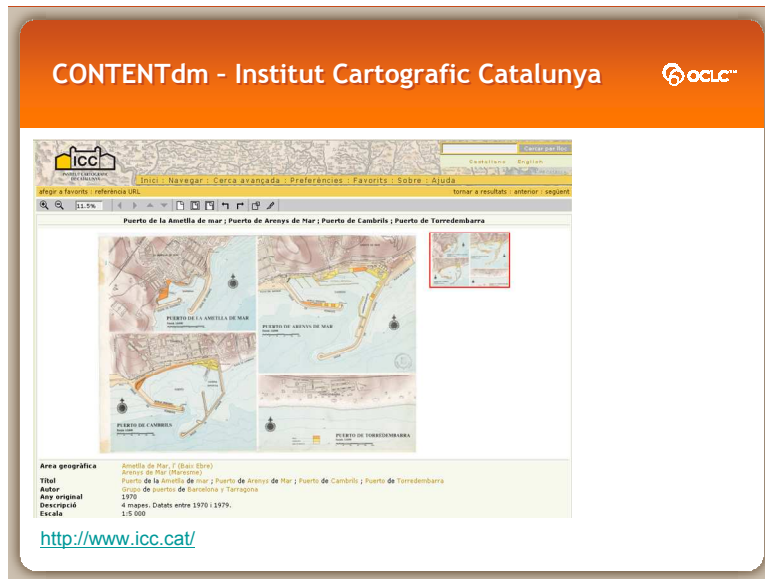 CONTENTdm – Institut Cartografic Catalunya
OCLC™
icc
INSTITUT CARTOGRÀFIC
DE CATALUNYA
Cercar per lloc
Castellano English
Inici : Navegar : Cerca avançada : Preferències : Favorits : Sobre : Ajuda
afegir a favorits : referència URL
tornar a resultats : anterior : següent
11.5%
Puerto de la Ametlla de mar ; Puerto de Arenys de Mar ; Puerto de Cambrils ; Puerto de Torredembarra
PUERTO DE LA AMETLLA DE MAR
PUERTO DE ARENYS DE MAR
PUERTO DE CAMBRILS
PUERTO DE TORREDEMBARRA
Area geogràfica
Ametlla de Mar, l' (Baix Ebre)
Arenys de Mar (Maresme)
Títol Puerto de la Ametlla de mar ; Puerto de Arenys de Mar ; Puerto de Cambrils ; Puerto de Torredembarra
Autor Grupo de puertos de Barcelona y Tarragona
Any original 1970
Descripció 4 mapes. Datats entre 1970 i 1979.
Escala 1:5 000
http://www.icc.cat/